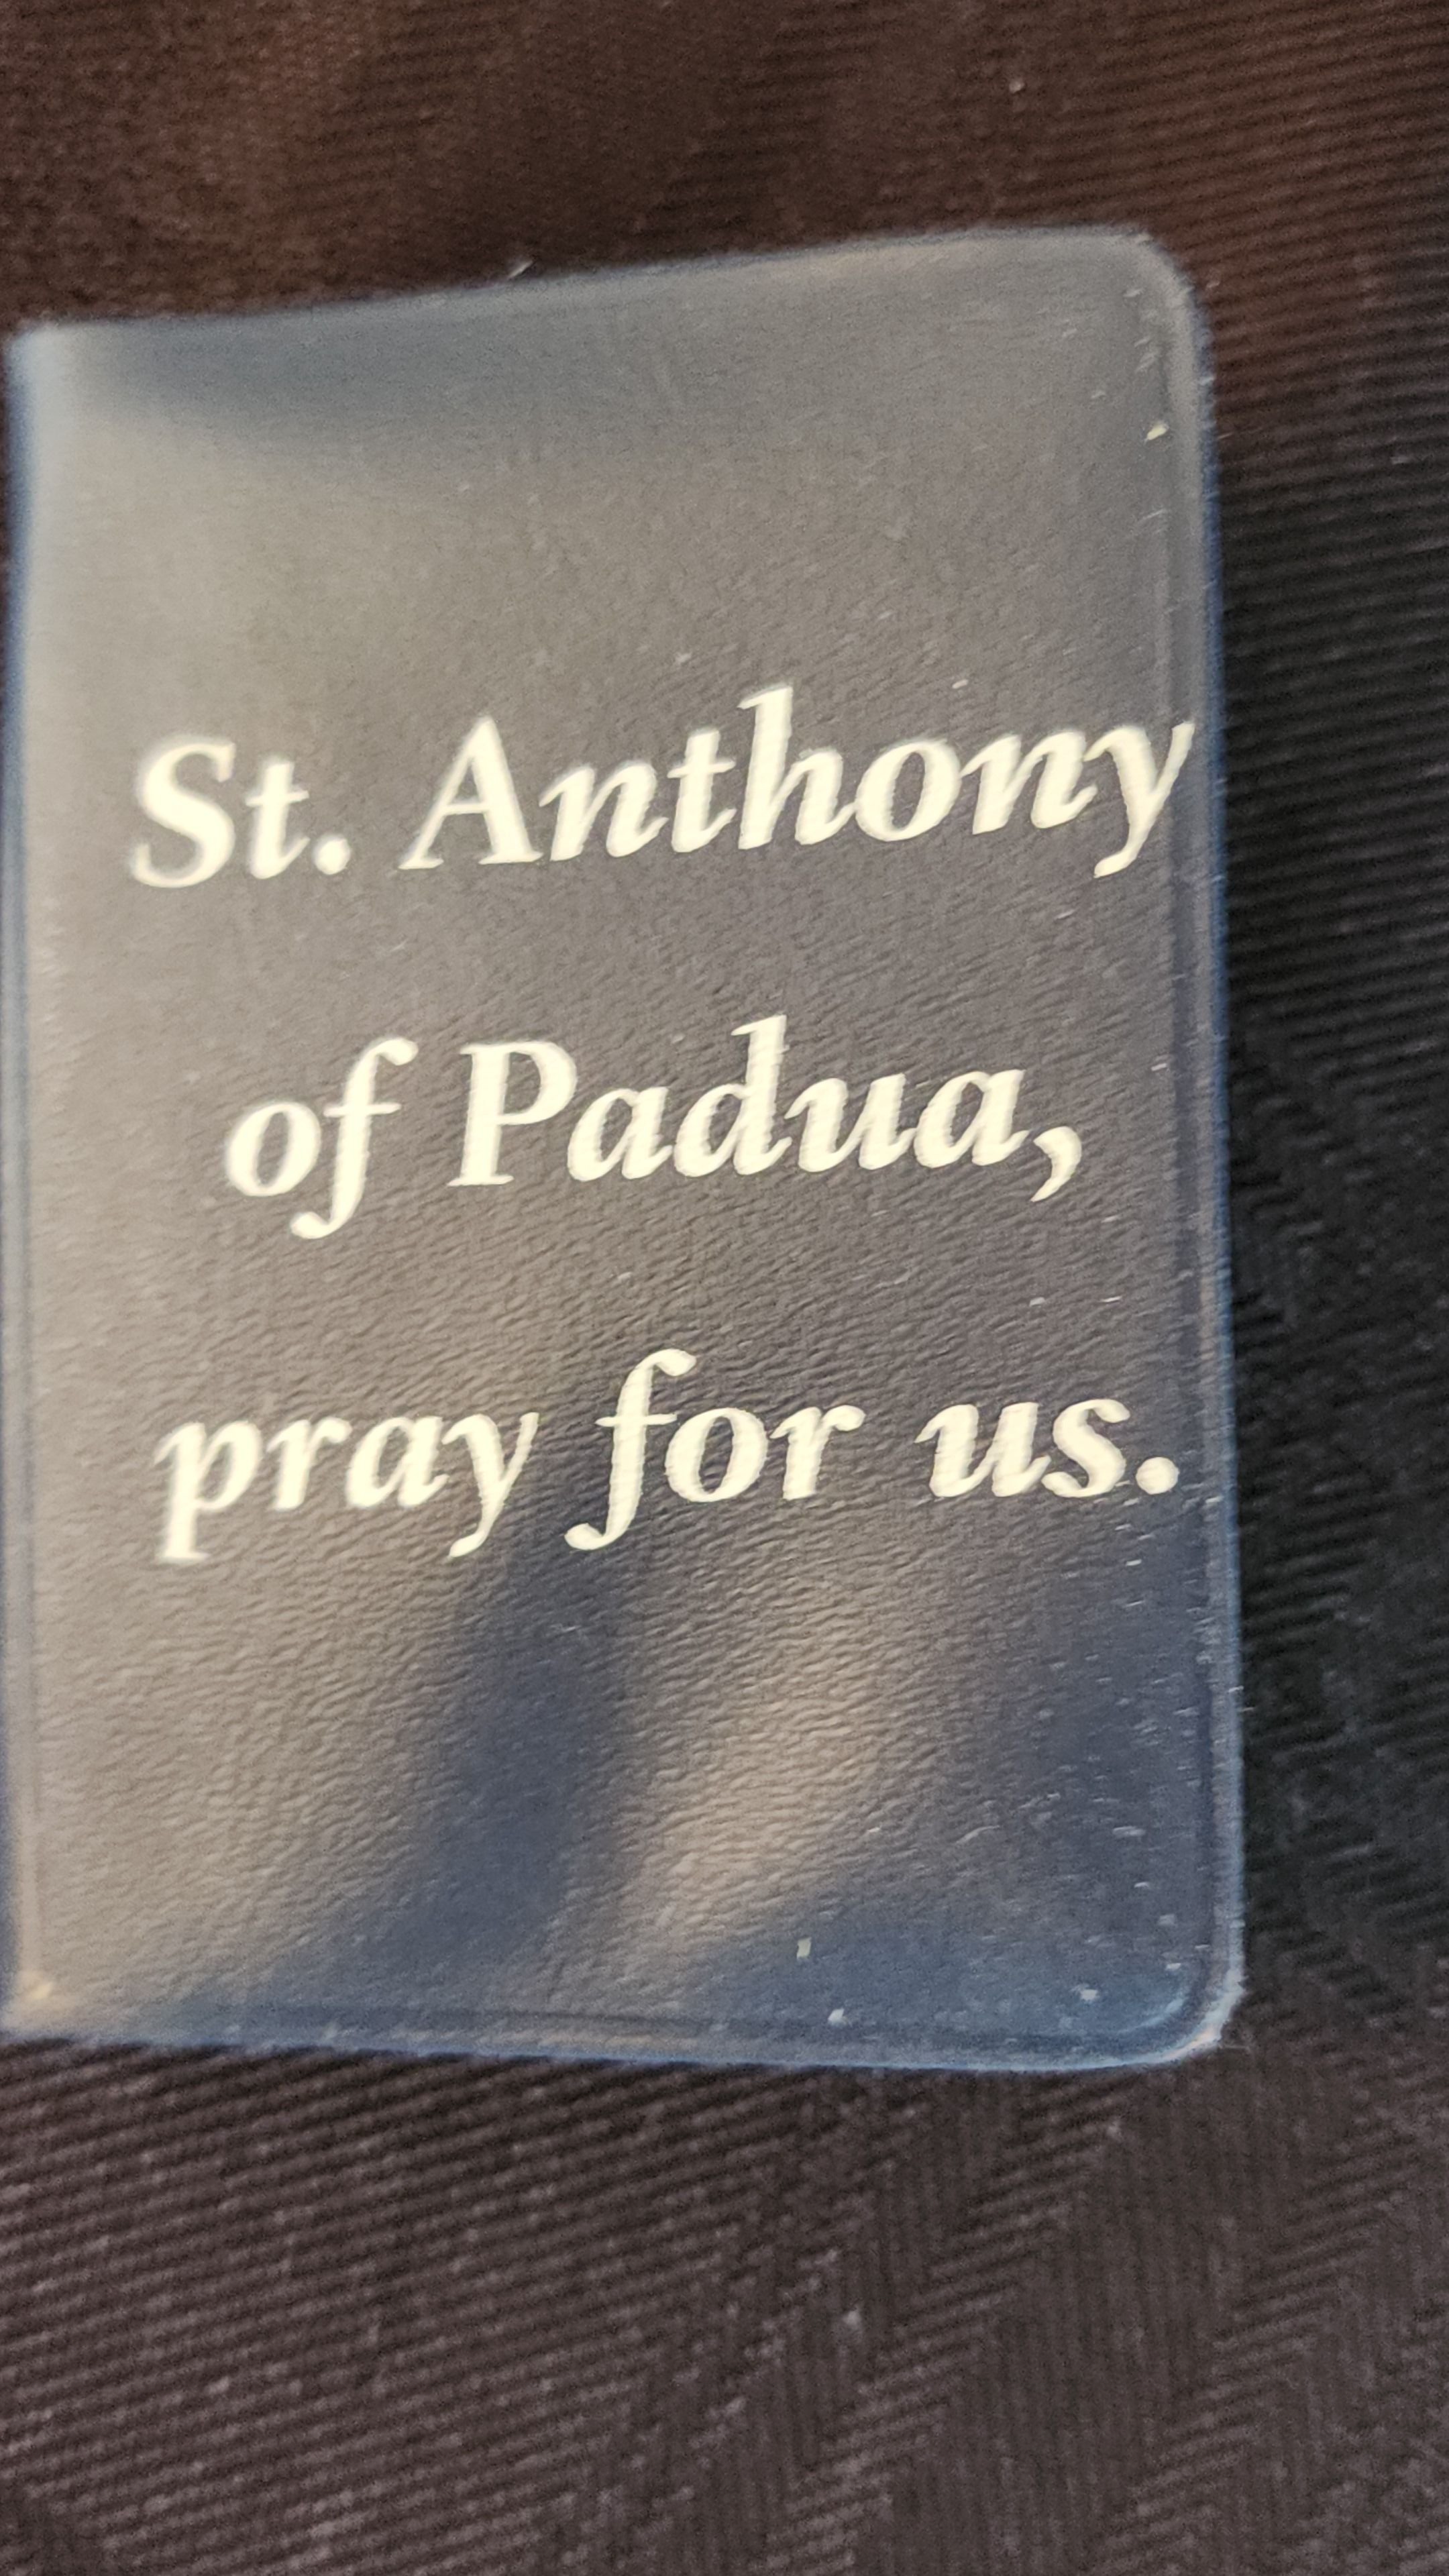 St. Anthony
of Padua,
pray for us.